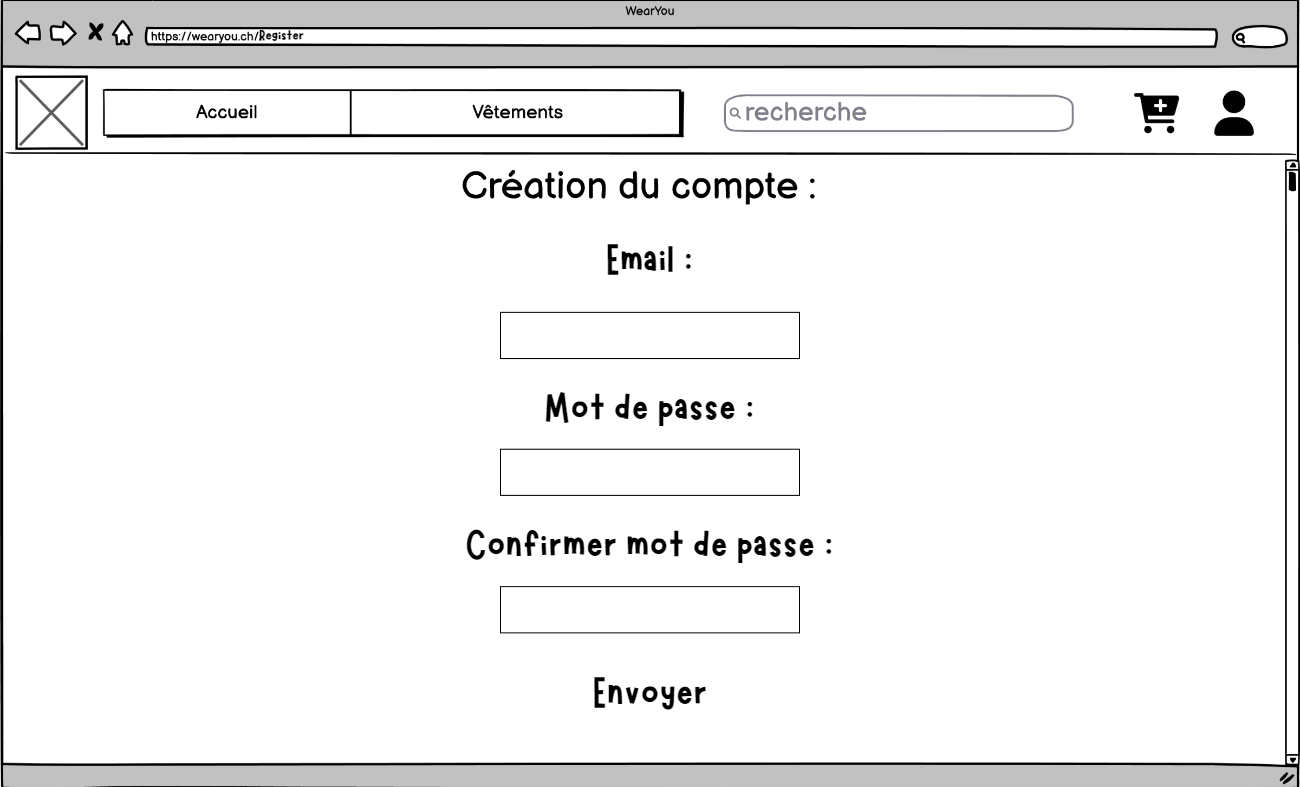 WearYou
https://wearyou.ch/Register
Accueil
Vêtements
recherche
Création du compte :
Email :
Mot de passe :
Confirmer mot de passe :
Envoyer